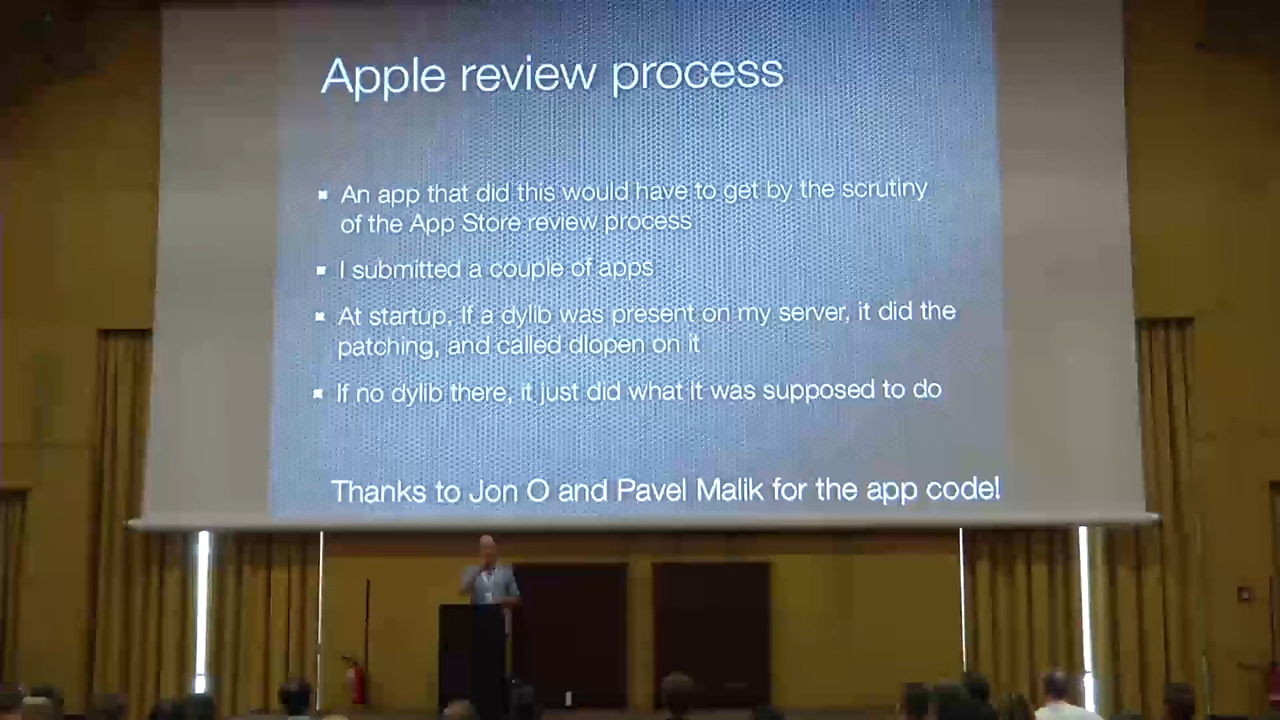 Apple review process
An app that did this would have to get by the scrutiny
of the App Store review process
I submitted a couple of apps
At startup, if a dylib was present on my server, it did the
patching, and called dlopen on it
If no dylib there, it just did what it was supposed to do
Thanks to Jon O and Pavel Malik for the app code!